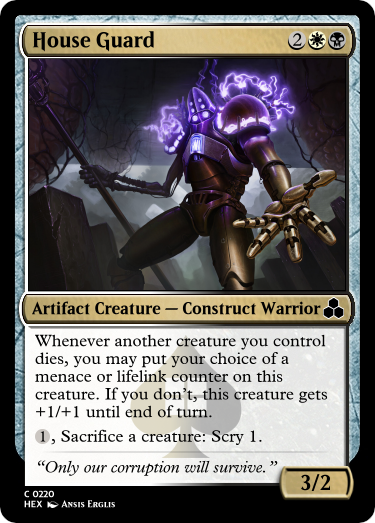 House Guard 2
Artifact Creature — Construct Warrior
Whenever another creature you control
dies, you may put your choice of a
menace or lifelink counter on this
creature. If you don't, this creature gets
+1/+1 until end of turn.
1, Sacrifice a creature: Scry 1.
"Only our corruption will survive."
3/2
C 0220
HEX Ansis Erglis